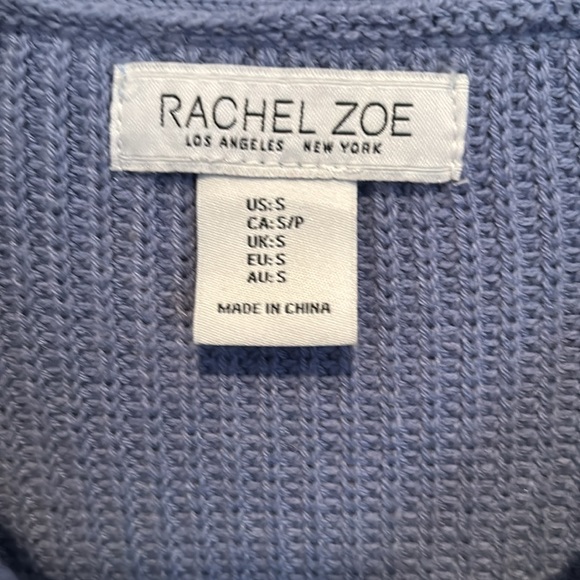 RACHEL ZOE
LOS ANGELES NEW YORK
US:S
CA:S/P
UK:S
EU:S
AU:S
MADE IN CHINA